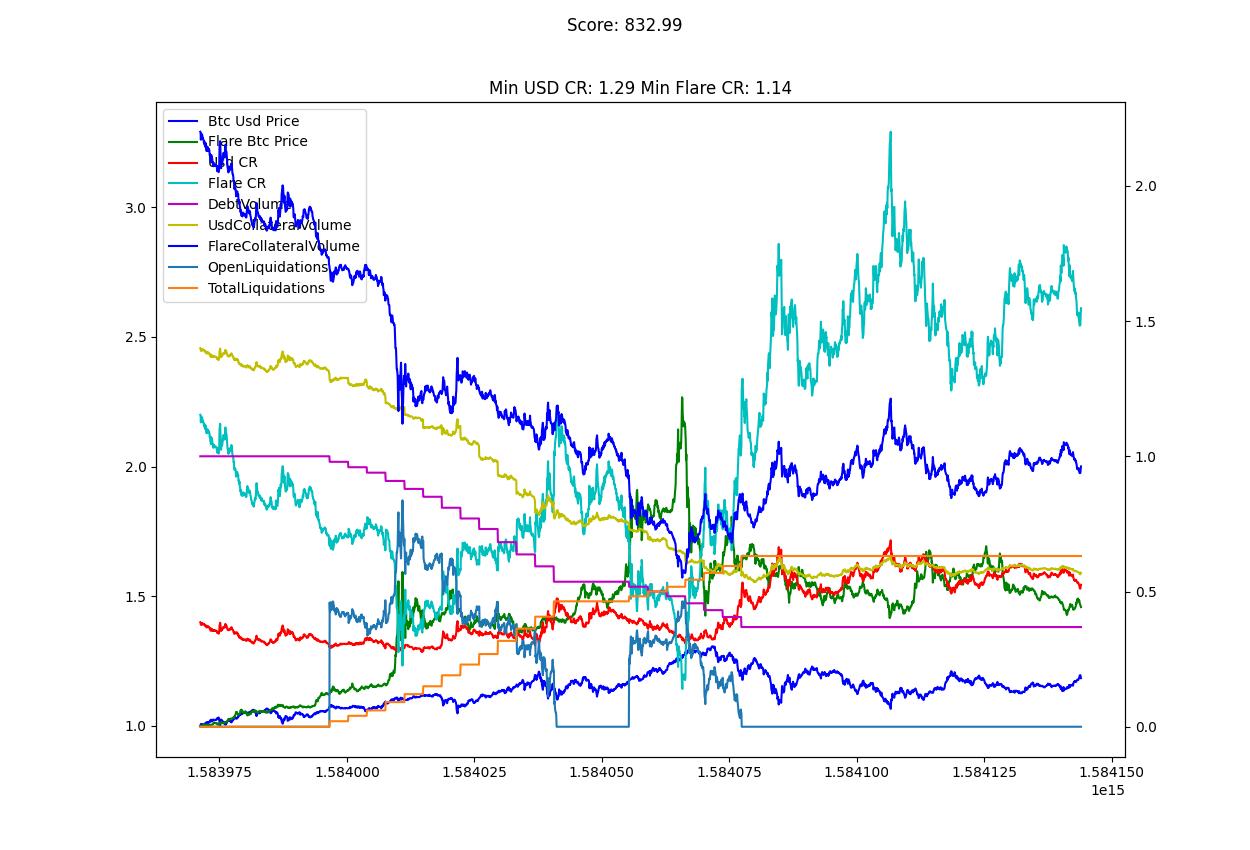 Score: 832.99
Min USD CR: 1.29 Min Flare CR: 1.14
Btc Usd Price
Flare Btc Price
Usd CR
Flare CR
DebtVolume
UsdCollateralVolume
FlareCollateralVolume
OpenLiquidations
TotalLiquidations
3.0
2.5
2.0
1.5
1.0
2.0
1.5
1.0
0.5
0.0
1.583975 1.584000 1.584025 1.584050 1.584075 1.584100 1.584125 1.584150
1e15